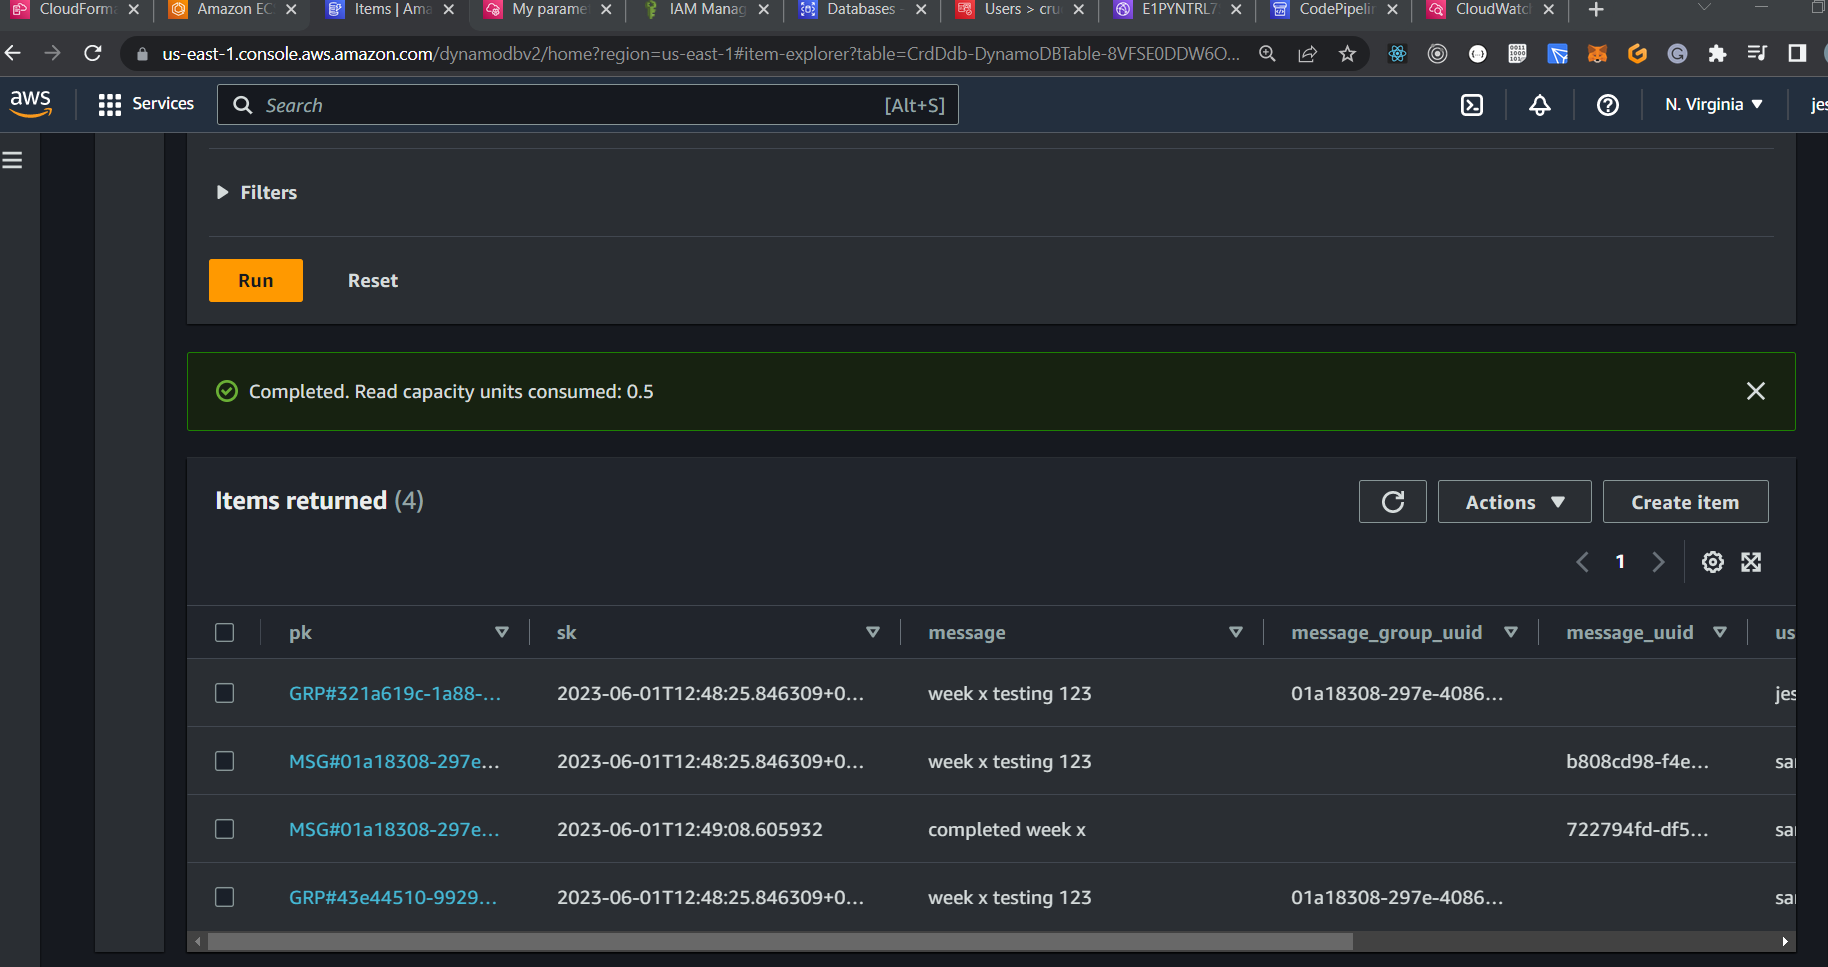 CloudForma
Amazon EC
Items | Ama
My parame
IAM Manag
Databases -
Users > cru
E1PYNTRL7
CodePipelin
CloudWatch
us-east-1.console.aws.amazon.com/dynamodbv2/home?region=us-east-1#item-explorer?table=CrdDdb-DynamoDBTable-8VFSE0DDW6O...
aws
Services
Search
[Alt+S]
N. Virginia
jes
Filters
Run
Reset
Completed. Read capacity units consumed: 0.5
Items returned (4)
Actions
Create item
1
pk sk message message_group_uuid message_uuid us
GRP#321a619c-1a88-... 2023-06-01T12:48:25.846309+0... week x testing 123 01a18308-297e-4086... jes
MSG#01a18308-297e... 2023-06-01T12:48:25.846309+0... week x testing 123 b808cd98-f4e... sa
MSG#01a18308-297e... 2023-06-01T12:49:08.605932 completed week x 722794fd-df5... sa
GRP#43e44510-9929... 2023-06-01T12:48:25.846309+0... week x testing 123 01a18308-297e-4086... sa